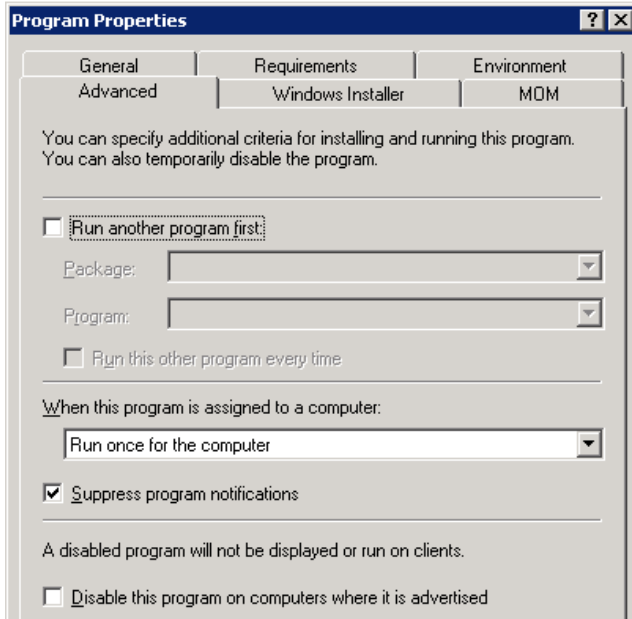 Program Properties
General Requirements Environment
Advanced Windows Installer MOM
You can specify additional criteria for installing and running this program.
You can also temporarily disable the program.
Run another program first:
Package:
Program:
Run this other program every time
When this program is assigned to a computer:
Run once for the computer
Suppress program notifications
A disabled program will not be displayed or run on clients.
Disable this program on computers where it is advertised